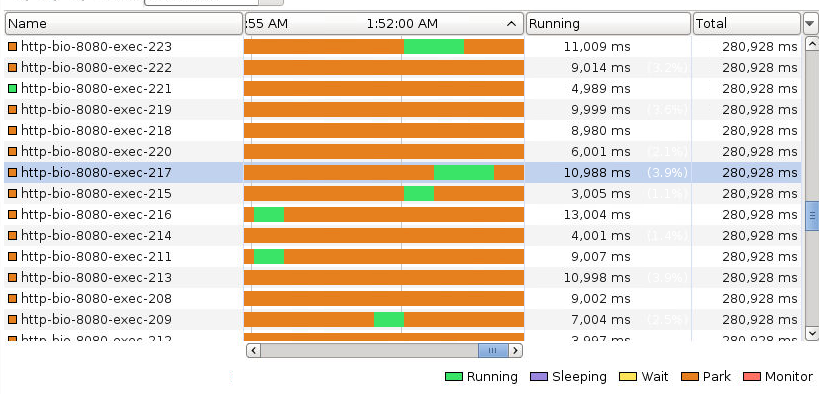 Name :55 AM 1:52:00 AM Running Total
http-bio-8080-exec-223 11,009 ms 280,928 ms
http-bio-8080-exec-222 9,014 ms (3.2%) 280,928 ms
http-bio-8080-exec-221 4,989 ms 280,928 ms
http-bio-8080-exec-219 9,999 ms (3.6%) 280,928 ms
http-bio-8080-exec-218 8,980 ms 280,928 ms
http-bio-8080-exec-220 6,001 ms (2.1%) 280,928 ms
http-bio-8080-exec-217 10,988 ms (3.9%) 280,928 ms
http-bio-8080-exec-215 3,005 ms (1.1%) 280,928 ms
http-bio-8080-exec-216 13,004 ms 280,928 ms
http-bio-8080-exec-214 4,001 ms (1.4%) 280,928 ms
http-bio-8080-exec-211 9,007 ms 280,928 ms
http-bio-8080-exec-213 10,998 ms (3.9%) 280,928 ms
http-bio-8080-exec-208 9,002 ms 280,928 ms
http-bio-8080-exec-209 7,004 ms (2.5%) 280,928 ms
http-bio-8080-exec-212 3,997 ms 280,928 ms
Running Sleeping Wait Park Monitor